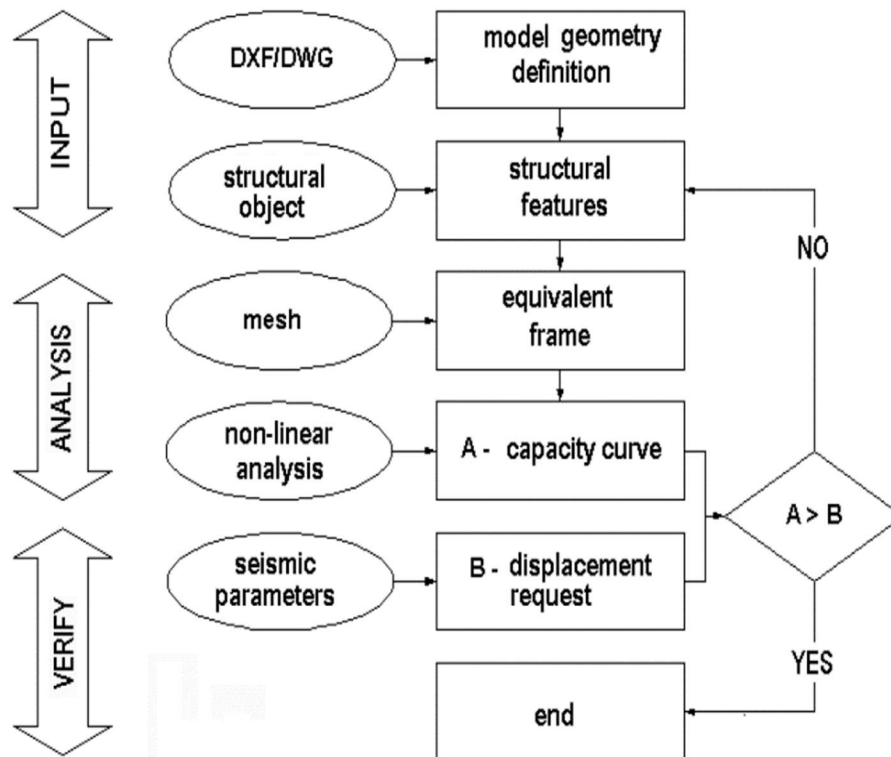 INPUT
DXF/DWG
model geometry
definition
structural
object
structural
features
NO
ANALYSIS
mesh
equivalent
frame
non-linear
analysis
A - capacity curve
A > B
VERIFY
seismic
parameters
B - displacement
request
YES
end